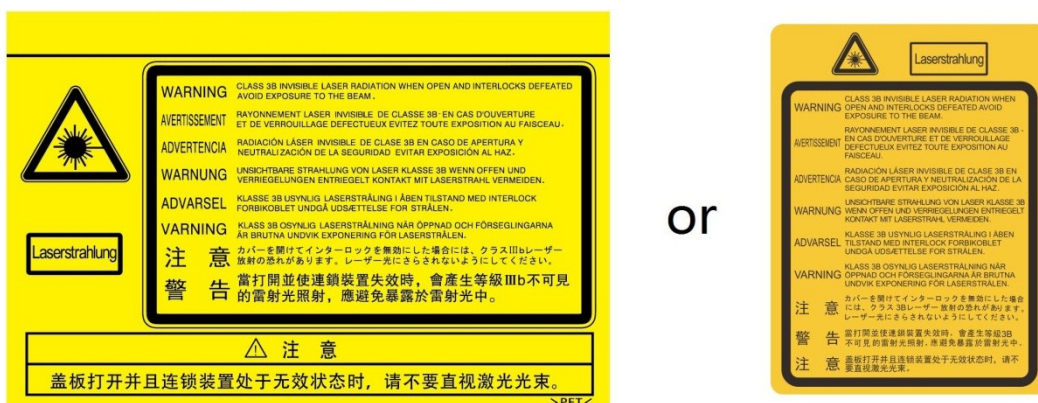 WARNING CLASS 3B INVISIBLE LASER RADIATION WHEN OPEN AND INTERLOCKS DEFEATED
AVOID EXPOSURE TO THE BEAM.
AVERTISSEMENT RAYONNEMENT LASER INVISIBLE DE CLASSE 3B-EN CAS D'OUVERTURE
ET DE VERROUILLAGE DEFECTUEUX EVITEZ TOUTE EXPOSITION AU FAISCEAU.
ADVERTENCIA RADIACIÓN LÁSER INVISIBLE DE CLASE 3B EN CASO DE APERTURA Y
NEUTRALIZACIÓN DE LA SEGURIDAD EVITAR EXPOSICIÓN AL HAZ.
WARNUNG UNSICHTBARE STRAHLUNG VON LASER KLASSE 3B WENN OFFEN UND
VERRIEGELUNGEN ENTRIEGELT KONTAKT MIT LASERSTRAHL VERMEIDEN.
ADVARSEL KLASSE 3B USYNLIG LASERSTRÅLING I ÅBEN TILSTAND MED INTERLOCK
FORBIKOBLET UNDGÅ UDSÆTTELSE FOR STRÅLEN.
VARNING KLASS 3B OSYNLIG LASERSTRÅLNING NÄR ÖPPNAD OCH FÖRSEGLINGARNA
ÄR BRUTNA UNDVIK EXPONERING FÖR LASERSTRÅLEN.
注 意 カバーを開けてインターロックを無効にした場合には、クラスIIIbレーザー
放射の恐れがあります。レーザー光にさらされないようにしてください。
警 告 當打開並使連鎖裝置失效時，會產生等級IIIb不可見
的雷射光照射，應避免暴露於雷射光中。
Laserstrahlung
⚠ 注 意
盖板打开并且连锁装置处于无效状态时，请不要直视激光光束。
>PET<
or
Laserstrahlung
WARNING CLASS 3B INVISIBLE LASER RADIATION WHEN
OPEN AND INTERLOCKS DEFEATED AVOID
EXPOSURE TO THE BEAM.
AVERTISSEMENT RAYONNEMENT LASER INVISIBLE DE CLASSE 3B -
EN CAS D'OUVERTURE ET DE VERROUILLAGE
DEFECTUEUX EVITEZ TOUTE EXPOSITION AU
FAISCEAU.
ADVERTENCIA RADIACIÓN LÁSER INVISIBLE DE CLASE 3B EN
CASO DE APERTURA Y NEUTRALIZACIÓN DE LA
SEGURIDAD EVITAR EXPOSICIÓN AL HAZ.
WARNUNG UNSICHTBARE STRAHLUNG VON LASER KLASSE 3B
WENN OFFEN UND VERRIEGELUNGEN ENTRIEGELT
KONTAKT MIT LASERSTRAHL VERMEIDEN.
ADVARSEL KLASSE 3B USYNLIG LASERSTRÅLING I ÅBEN
TILSTAND MED INTERLOCK FORBIKOBLET
UNDGÅ UDSÆTTELSE FOR STRÅLEN.
VARNING KLASS 3B OSYNLIG LASERSTRÅLNING NÄR
ÖPPNAD OCH FÖRSEGLINGARNA ÄR BRUTNA
UNDVIK EXPONERING FÖR LASERSTRÅLEN.
注 意 カバーを開けてインターロックを無効にした場合
には、クラス 3Bレーザー放射の恐れがあります。
レーザー光にさらされないようにしてください。
警 告 當打開並使連鎖裝置失效時，會產生等級3B
不可見的雷射光照射，應避免暴露於雷射光中。
注 意 盖板打开并且连锁装置处于无效状态时，请不
要直视激光光束。